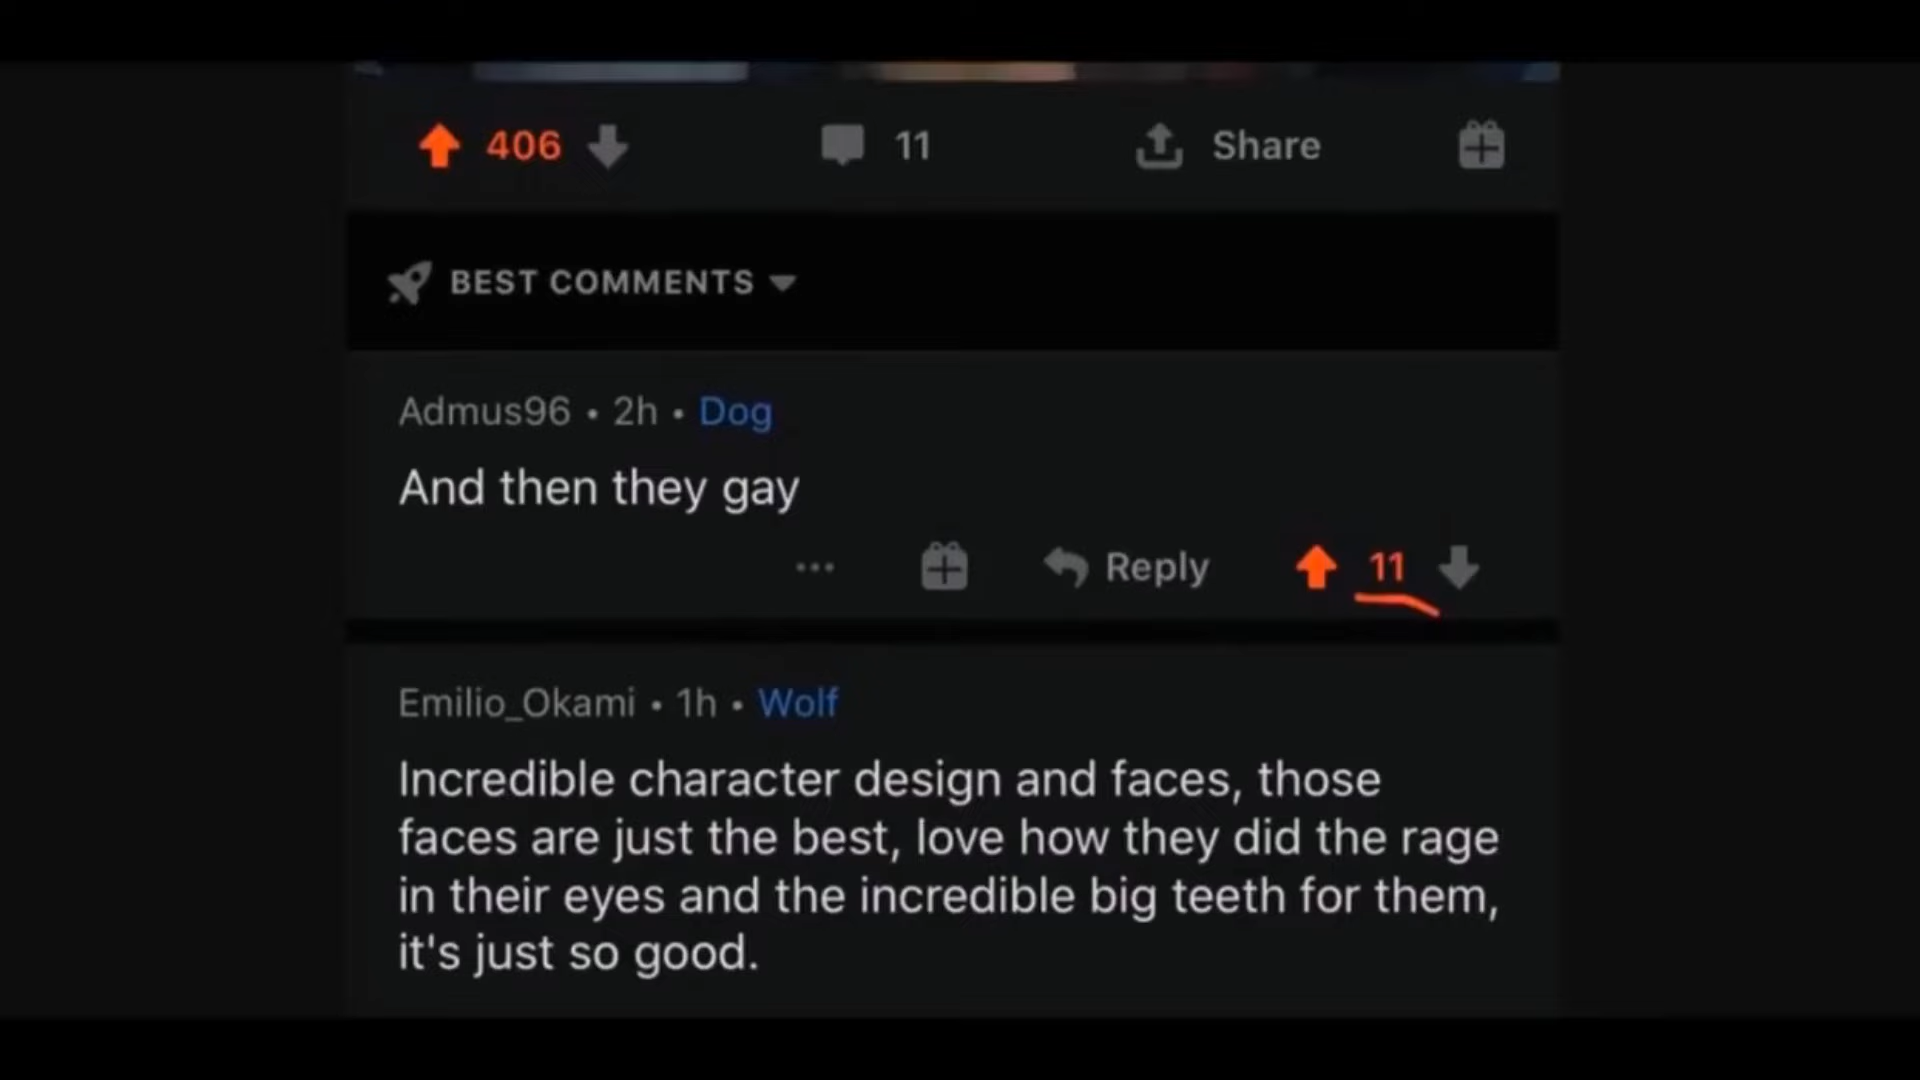 406 11 Share
BEST COMMENTS
Admus96 • 2h • Dog
And then they gay
... Reply 11
Emilio_Okami • 1h • Wolf
Incredible character design and faces, those
faces are just the best, love how they did the rage
in their eyes and the incredible big teeth for them,
it's just so good.